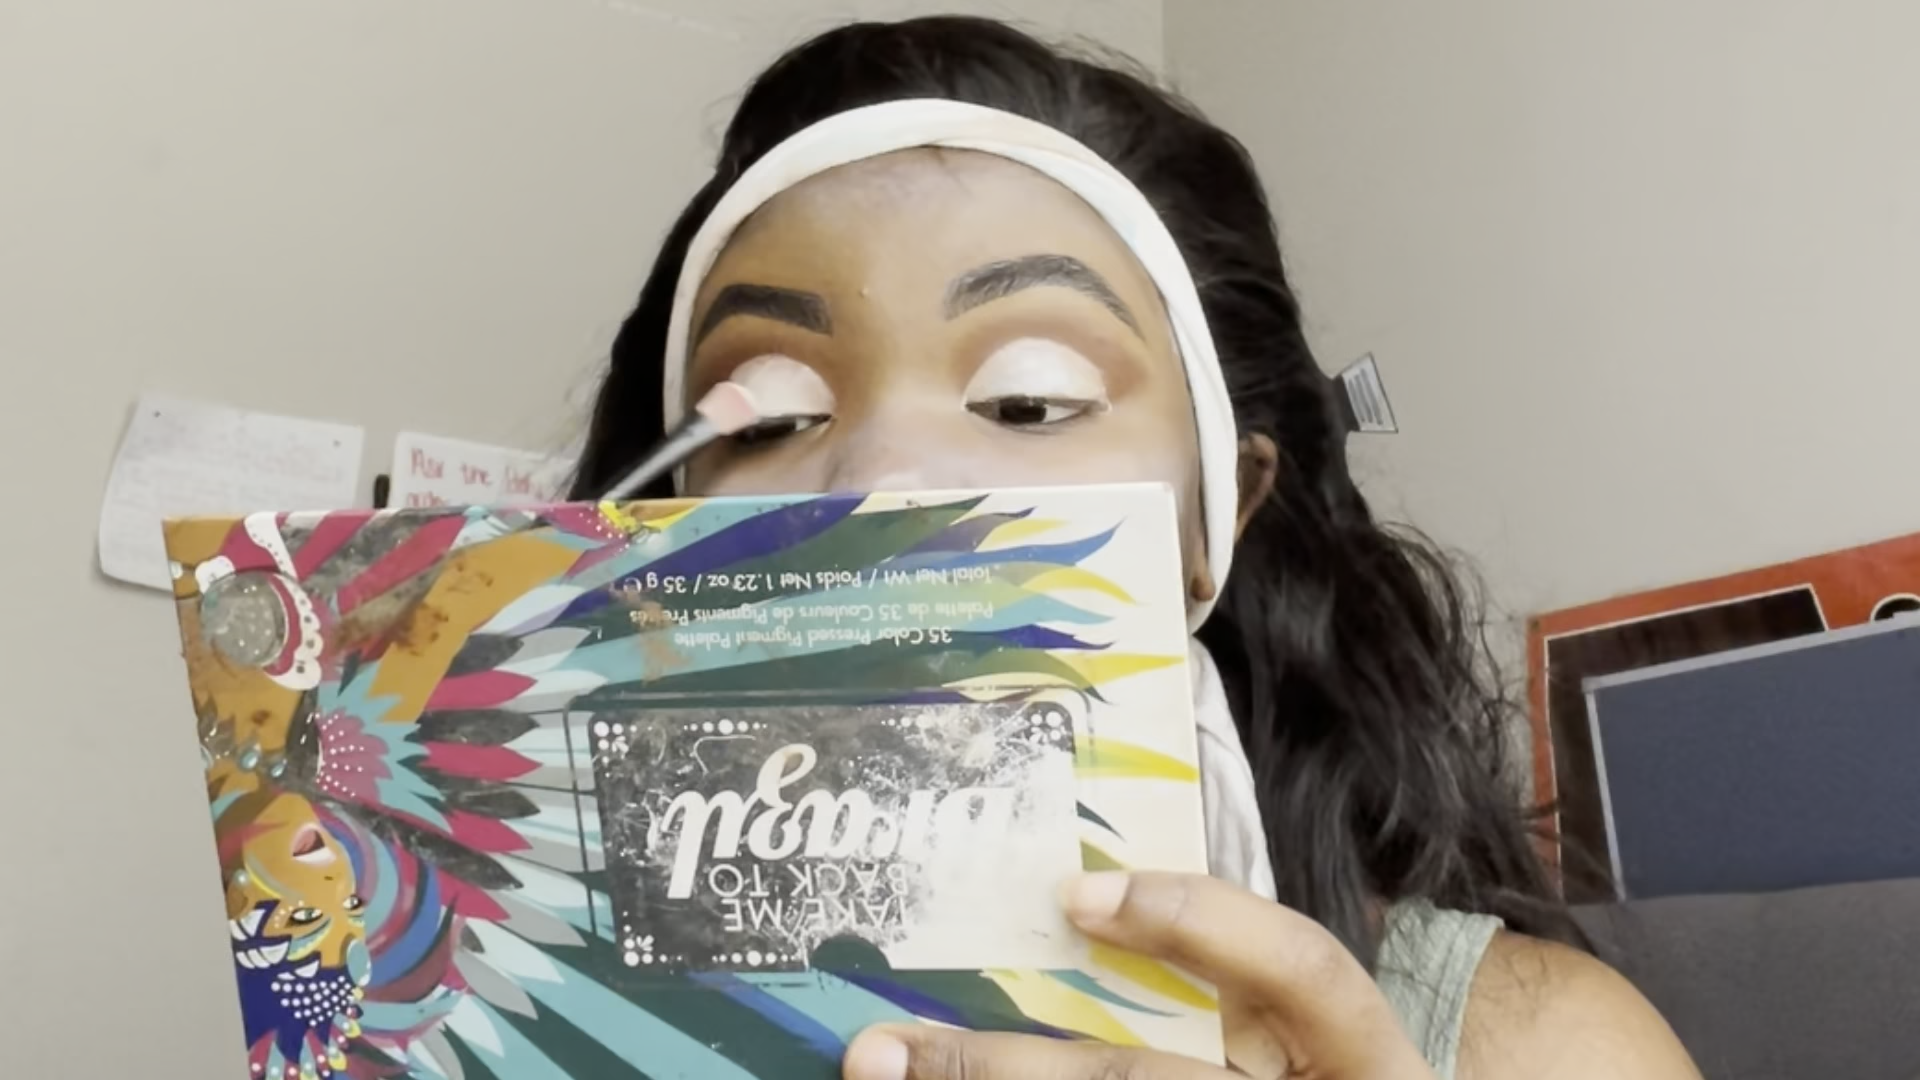 TAKE ME
BACK TO
Brazil
35 Color Pressed Pigment Palette
Palette de 35 Couleurs de Pigments Pressés
Total Net Wt / Poids Net 1.23 oz / 35 g ℮